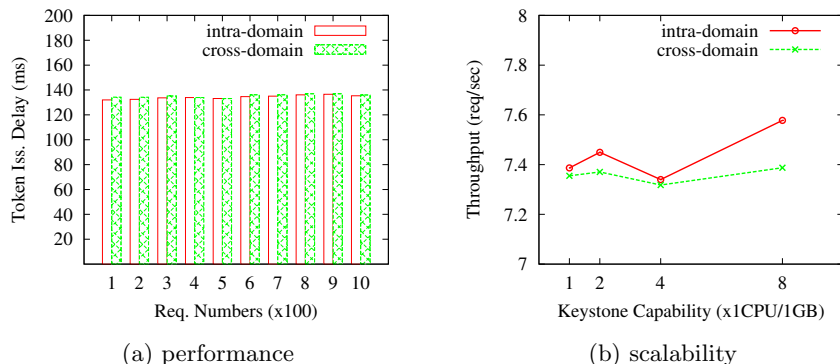 200
180
160
140
120
100
80
60
40
20
Token Iss. Delay (ms)
intra-domain
cross-domain
1 2 3 4 5 6 7 8 9 10
Req. Numbers (x100)
(a) performance
8
7.8
7.6
7.4
7.2
7
Throughput (req/sec)
intra-domain
cross-domain
1 2 4 8
Keystone Capability (x1CPU/1GB)
(b) scalability